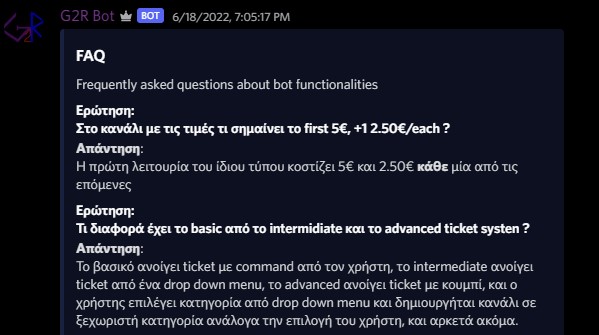 G2R Bot BOT 6/18/2022, 7:05:17 PM
FAQ
Frequently asked questions about bot functionalities
Ερώτηση:
Στο κανάλι με τις τιμές τι σημαίνει το first 5€, +1 2.50€/each ?
Απάντηση:
Η πρώτη λειτουρία του ίδιου τύπου κοστίζει 5€ και 2.50€ κάθε μία από τις
επόμενες
Ερώτηση:
Τι διαφορά έχει το basic από το intermidiate και το advanced ticket systen ?
Απάντηση:
Το βασικό ανοίγει ticket με command από τον χρήστη, το intermediate ανοίγει
ticket από ένα drop down menu, το advanced ανοίγει ticket με κουμπί, και ο
χρήστης επιλέγει κατηγορία από drop down menu και δημιουργήται κανάλι σε
ξεχωριστή κατηγορία ανάλογα την επιλογή του χρήστη, και αρκετά ακόμα.